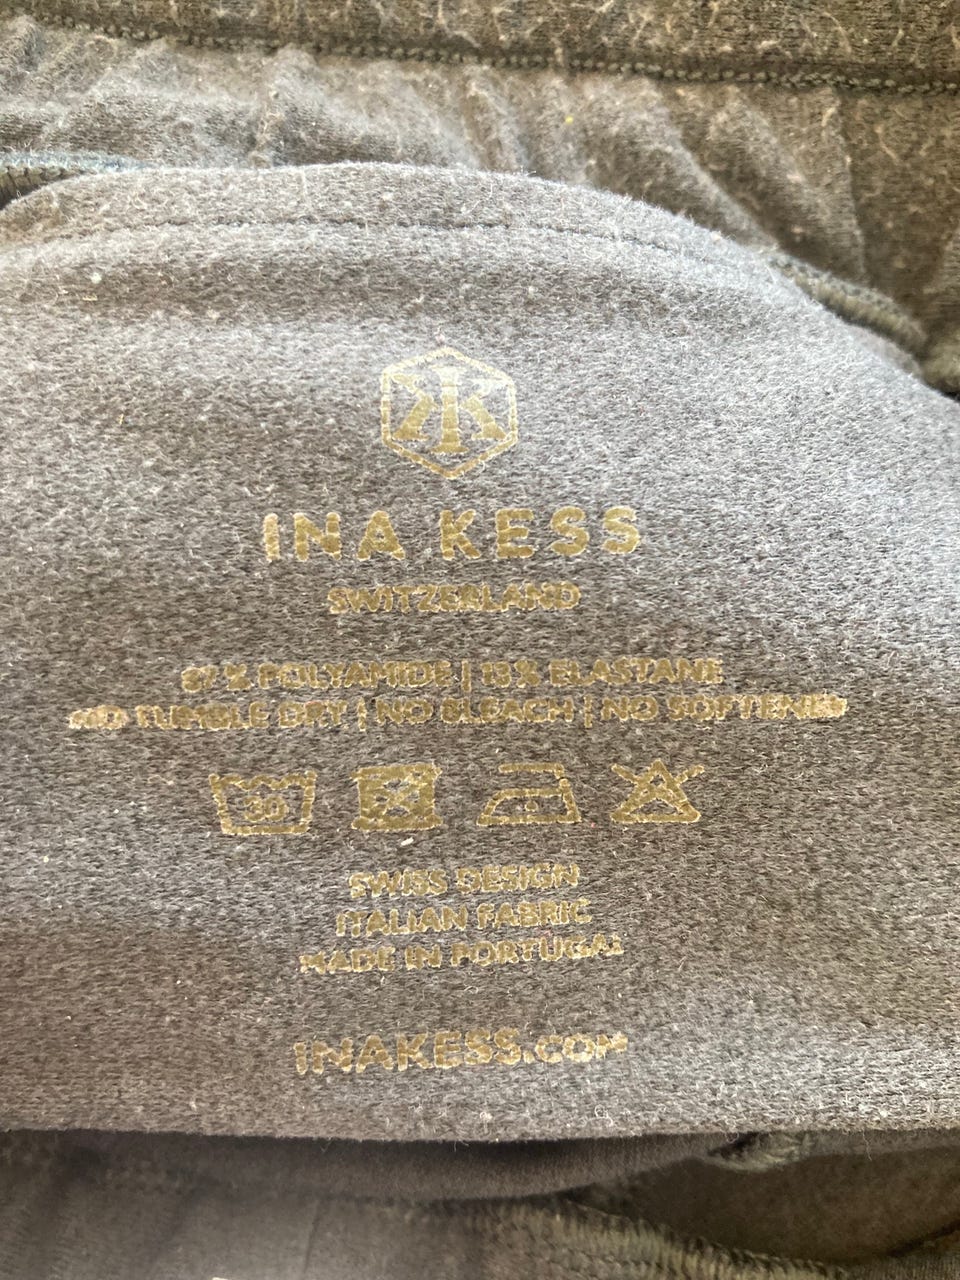 INA KESS
SWITZERLAND
87% POLYAMIDE | 13% ELASTANE
NO TUMBLE DRY | NO BLEACH | NO SOFTENER
30
SWISS DESIGN
ITALIAN FABRIC
MADE IN PORTUGAL
INAKESS.COM